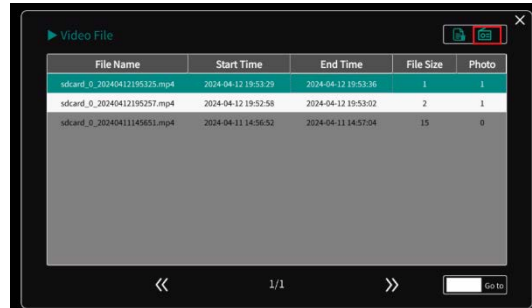 Video File
File Name Start Time End Time File Size Photo
sdcard_0_20240412195325.mp4 2024-04-12 19:53:29 2024-04-12 19:53:36 1 1
sdcard_0_20240412195257.mp4 2024-04-12 19:52:58 2024-04-12 19:53:02 2 1
sdcard_0_20240411145651.mp4 2024-04-11 14:56:52 2024-04-11 14:57:04 15 0
1/1 Go to